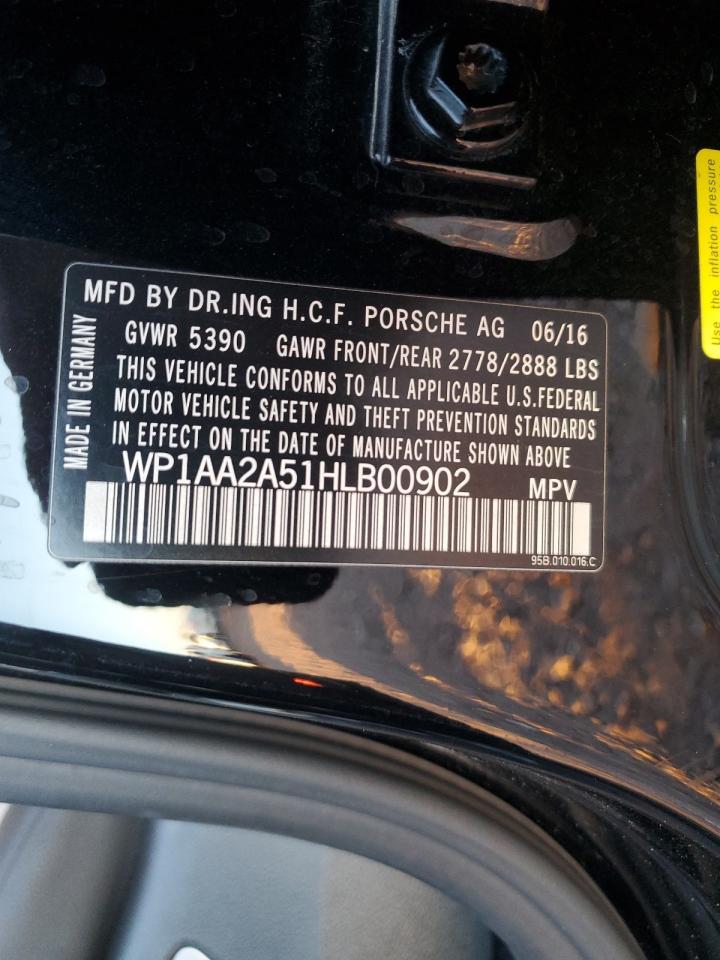 MFD BY DR.ING H.C.F. PORSCHE AG 06/16
GVWR 5390 GAWR FRONT/REAR 2778/2888 LBS
THIS VEHICLE CONFORMS TO ALL APPLICABLE U.S.FEDERAL
MOTOR VEHICLE SAFETY AND THEFT PREVENTION STANDARDS
IN EFFECT ON THE DATE OF MANUFACTURE SHOWN ABOVE
WP1AA2A51HLB00902 MPV
95B.010.016.C
MADE IN GERMANY
Use the inflation pressure